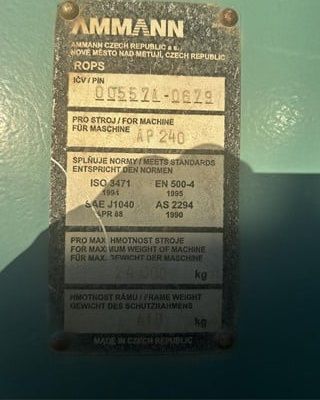 AMMANN
AMMANN CZECH REPUBLIC a.s.
NOVÉ MĚSTO NAD METUJÍ, CZECH REPUBLIC
ROPS
IČV / PIN
005571-0679
PRO STROJ / FOR MACHINE
FÜR MASCHINE AP 240
SPLŇUJE NORMY / MEETS STANDARDS
ENTSPRICHT DEN NORMEN
ISO 3471 EN 500-4
1994 1995
SAE J1040 AS 2294
APR 88 1990
PRO MAX. HMOTNOST STROJE
FOR MAXIMUM WEIGHT OF MACHINE
FÜR MAX. GEWICHT DER MASCHINE
24 000 kg
HMOTNOST RÁMU / FRAME WEIGHT
GEWICHT DES SCHUTZRAHMENS
kg
MADE IN CZECH REPUBLIC